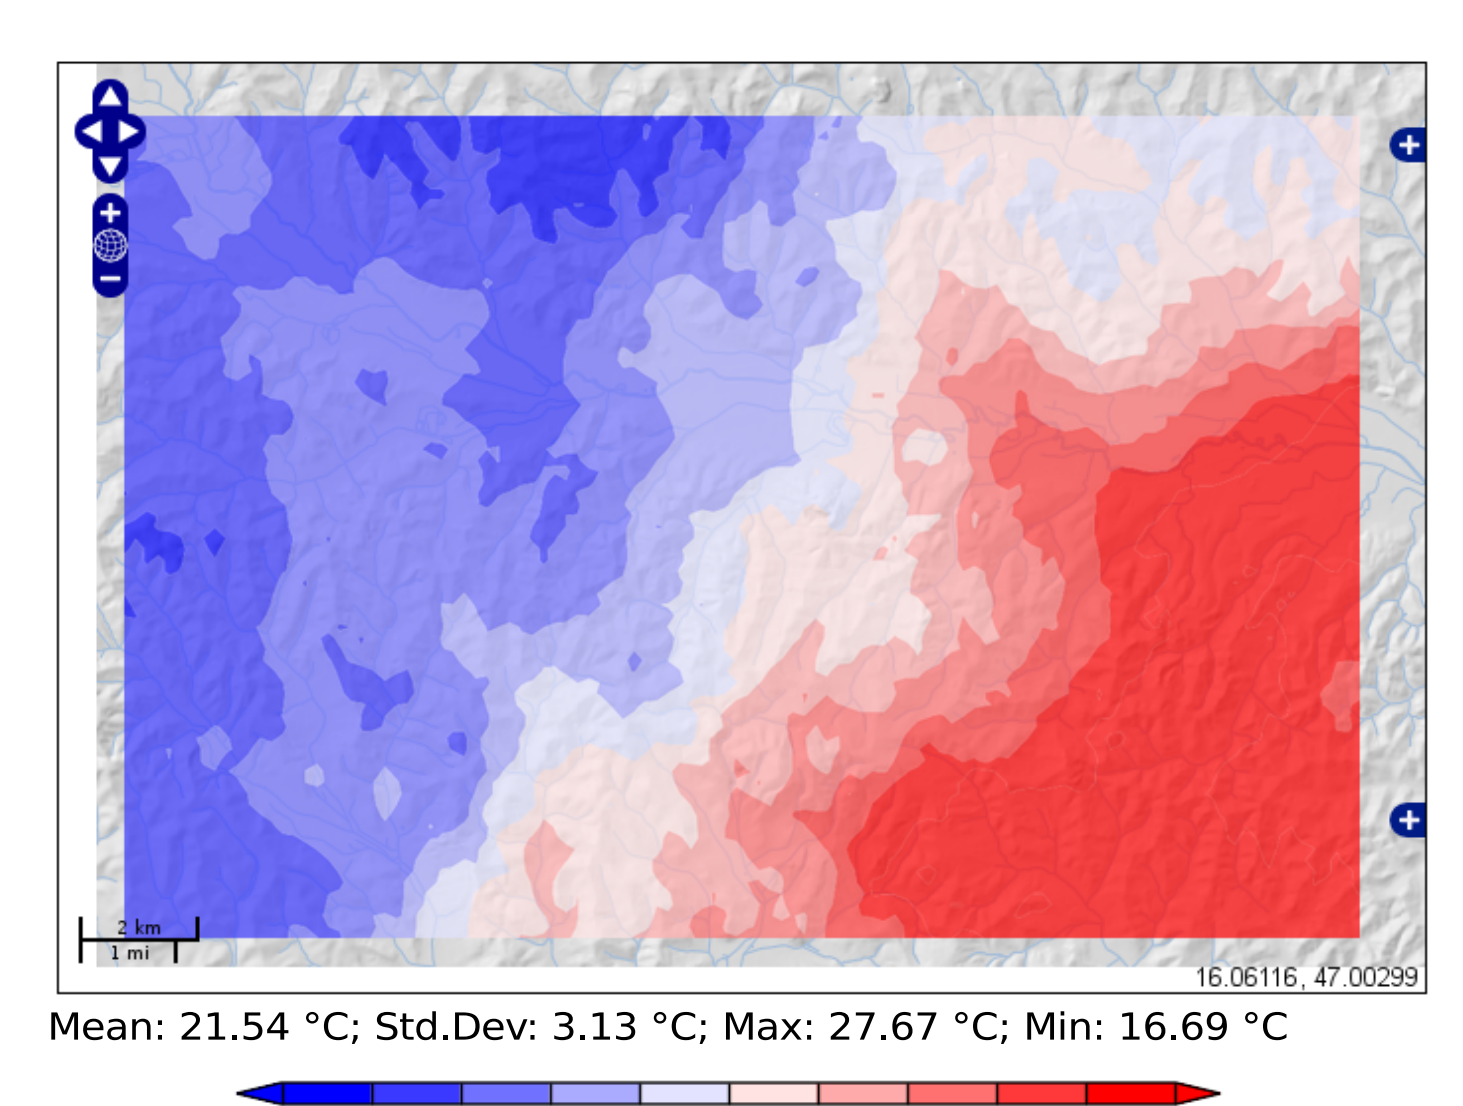 2 km
1 mi
16.06116, 47.00299
Mean: 21.54 °C; Std.Dev: 3.13 °C; Max: 27.67 °C; Min: 16.69 °C